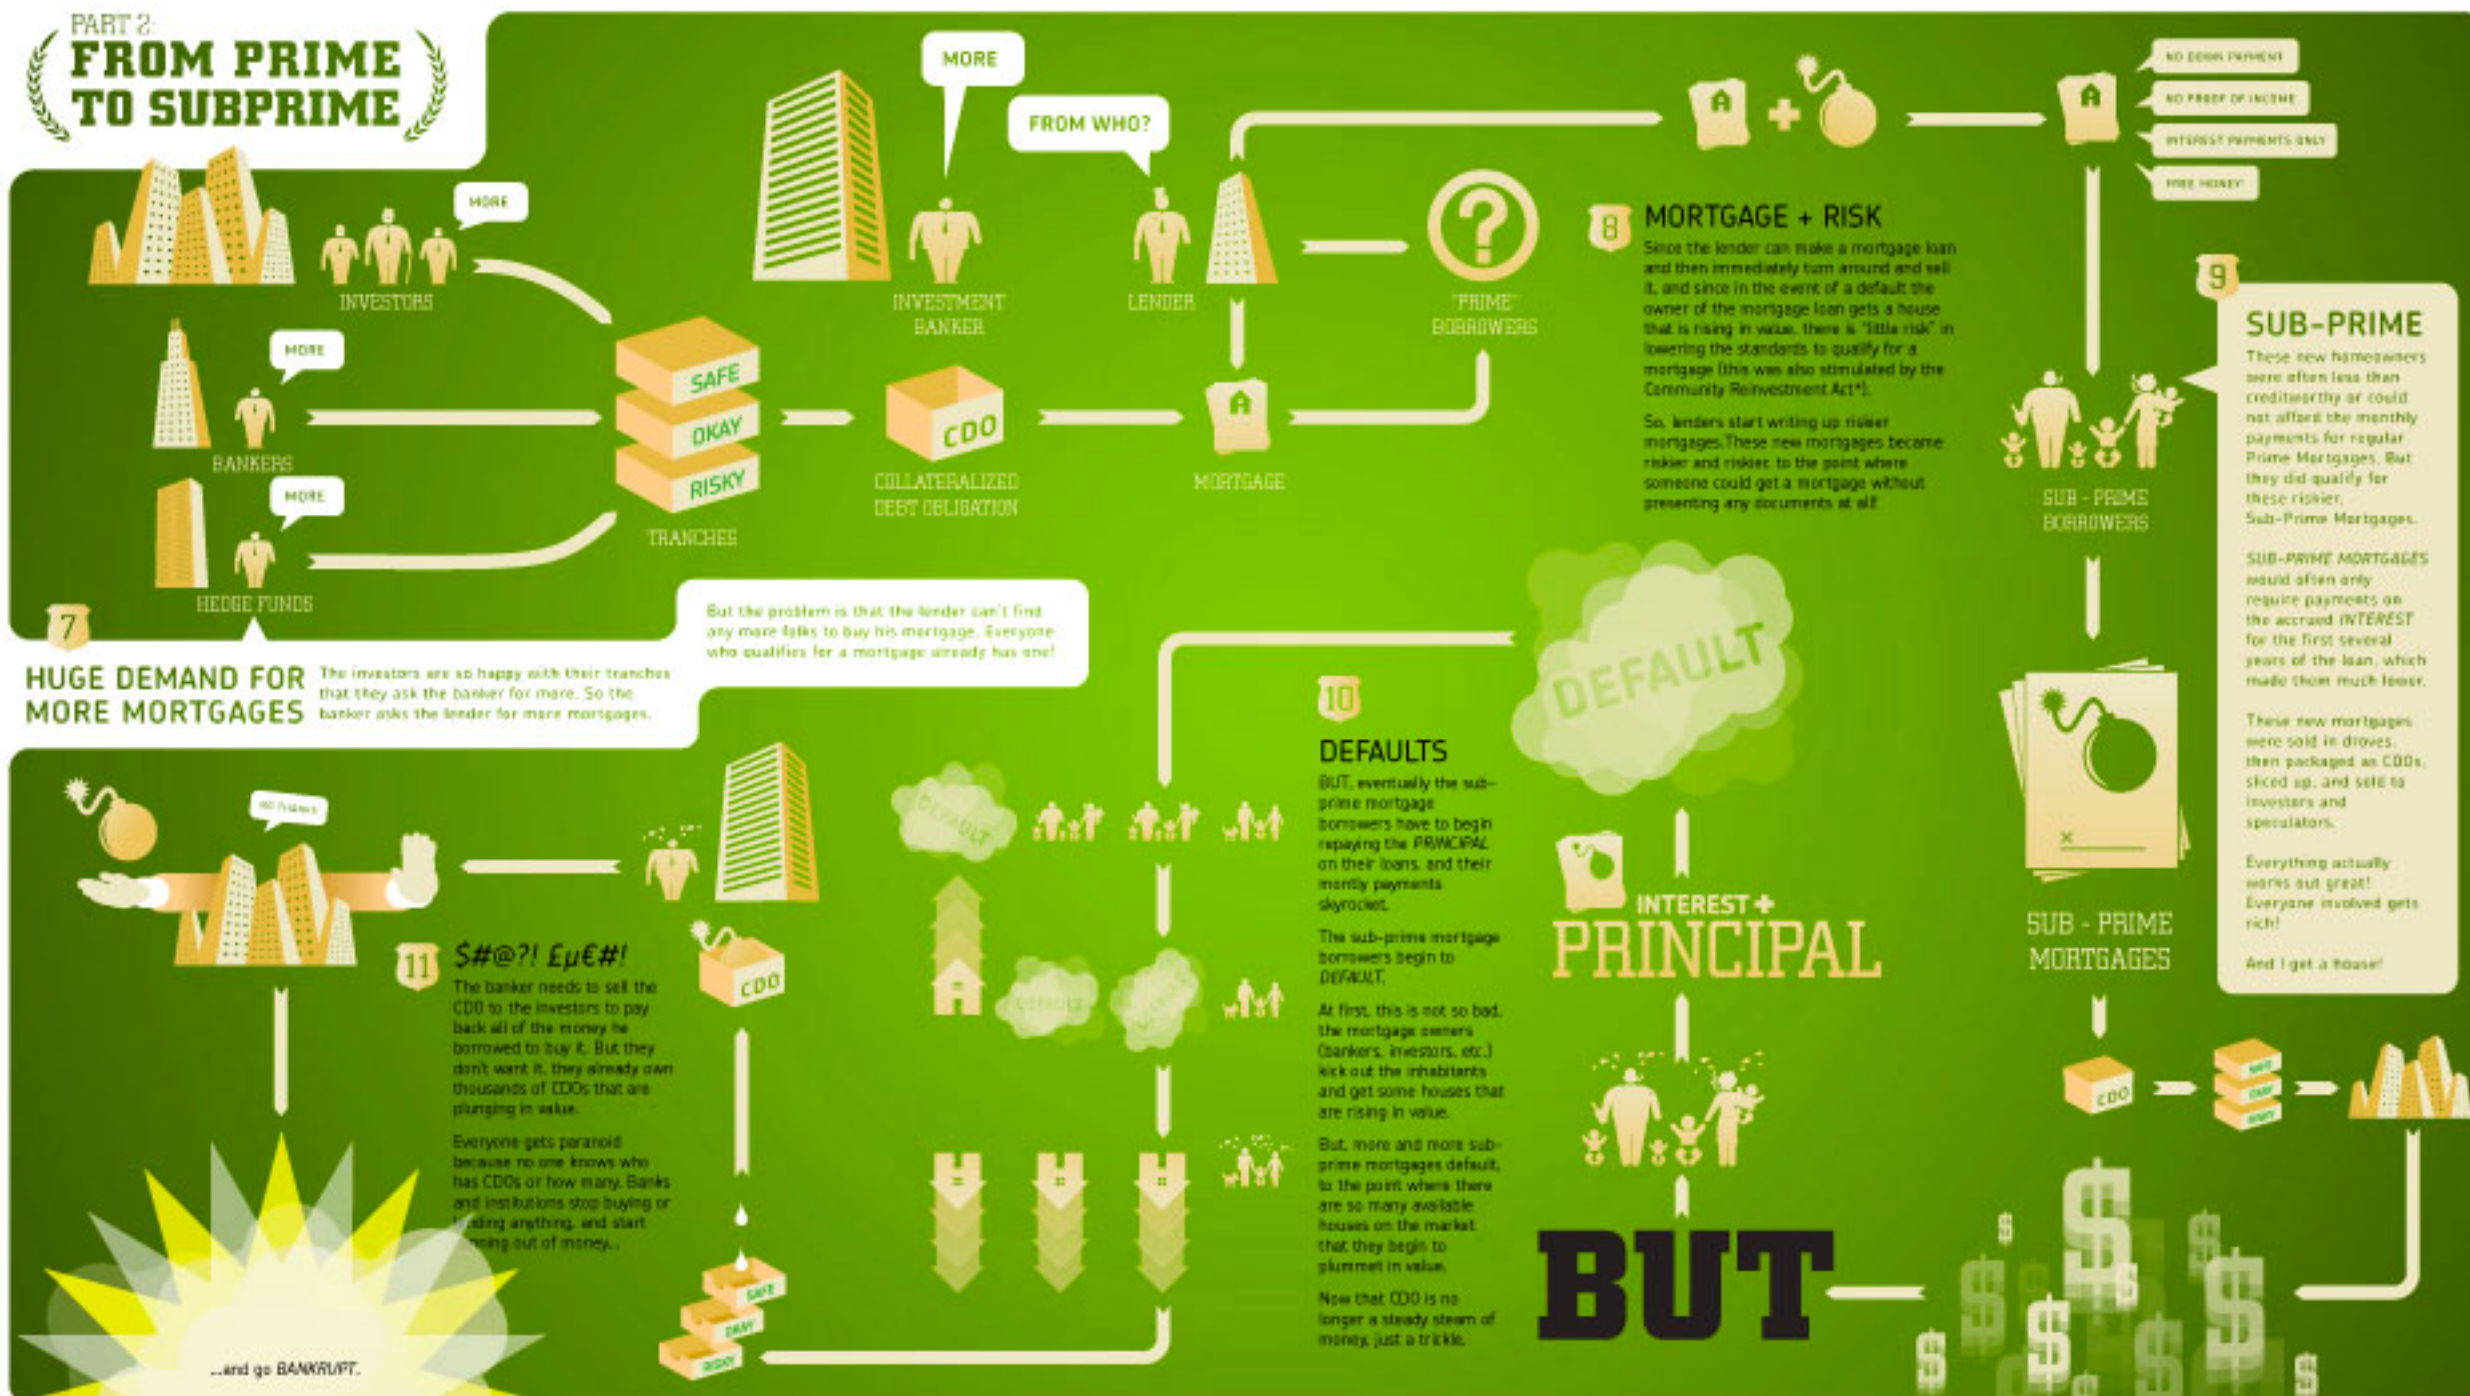 PART 2:
FROM PRIME
TO SUBPRIME
MORE
INVESTORS
MORE
BANKERS
MORE
HEDGE FUNDS
SAFE
OKAY
RISKY
TRANCHES
MORE
INVESTMENT
BANKER
FROM WHO?
LENDER
CDO
COLLATERALIZED
DEBT OBLIGATION
MORTGAGE
?
"PRIME"
BORROWERS
7
HUGE DEMAND FOR
MORE MORTGAGES
The investors are so happy with their tranches
that they ask the banker for more. So the
banker asks the lender for more mortgages.
But the problem is that the lender can't find
any more folks to buy his mortgage. Everyone
who qualifies for a mortgage already has one!
8
MORTGAGE + RISK
Since the lender can make a mortgage loan
and then immediately turn around and sell
it, and since in the event of a default the
owner of the mortgage loan gets a house
that is rising in value, there is "little risk" in
lowering the standards to qualify for a
mortgage (this was also stimulated by the
Community Reinvestment Act*).
So, lenders start writing up riskier
mortgages.These new mortgages became
riskier and riskier, to the point where
someone could get a mortgage without
presenting any documents at all!
NO DOWN PAYMENT
NO PROOF OF INCOME
INTEREST PAYMENTS ONLY
FREE MONEY!
SUB - PRIME
BORROWERS
9
SUB-PRIME
These new homeowners
were often less than
creditworthy or could
not afford the monthly
payments for regular
Prime Mortgages. But
they did qualify for
these riskier,
Sub-Prime Mortgages.
SUB-PRIME MORTGAGES
would often only
require payments on
the accrued INTEREST
for the first several
years of the loan, which
made them much lower.
These new mortgages
were sold in droves,
then packaged as CDOs,
sliced up, and sold to
investors and
speculators.
Everything actually
works out great!
Everyone involved gets
rich!
And I get a house!
SUB - PRIME
MORTGAGES
CDO
SAFE
OKAY
RISKY
$
BUT
INTEREST +
PRINCIPAL
DEFAULT
10
DEFAULTS
BUT, eventually the sub-
prime mortgage
borrowers have to begin
repaying the PRINCIPAL
on their loans, and their
montly payments
skyrocket.
The sub-prime mortgage
borrowers begin to
DEFAULT.
At first, this is not so bad,
the mortgage owners
(bankers, investors, etc.)
kick out the inhabitants
and get some houses that
are rising in value.
But, more and more sub-
prime mortgages default,
to the point where there
are so many available
houses on the market
that they begin to
plummet in value.
Now that CDO is no
longer a steady steam of
money, just a trickle.
DEFAULT
DEFAULT
DEFAULT
SAFE
OKAY
RISKY
CDO
NO THANKS
11
$#@?! £µ€#!
The banker needs to sell the
CDO to the investors to pay
back all of the money he
borrowed to buy it. But they
don't want it, they already own
thousands of CDOs that are
plunging in value.
Everyone gets paranoid
because no one knows who
has CDOs or how many. Banks
and institutions stop buying or
lending anything, and start
running out of money...
...and go BANKRUPT.